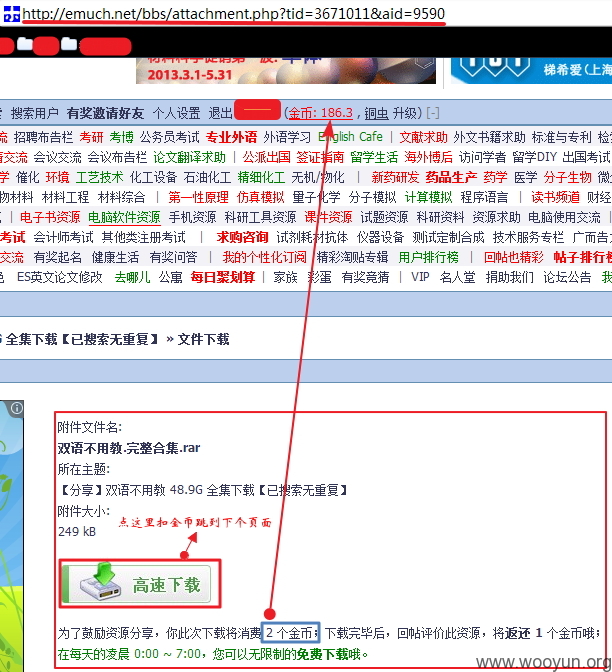 http://emuch.net/bbs/attachment.php?tid=3671011&aid=9590
2013.3.1-5.31
梯希爱(上海
搜索用户 有奖邀请好友 个人设置 退出 (金币: 186.3 , 铜虫 升级) [-]
流 招聘布告栏 考研 考博 公务员考试 专业外语 外语学习 English Cafe | 文献求助 外文书籍求助 标准与专利 检
交流 会议交流 会议布告栏 论文翻译求助 | 公派出国 签证指南 留学生活 海外博后 访问学者 留学DIY 出国考试
学 催化 环境 工艺技术 化工设备 石油化工 精细化工 无机/物化 | 新药研发 药品生产 药学 医学 分子生物 微
物材料 材料工程 材料综合 | 第一性原理 仿真模拟 量子化学 分子模拟 计算模拟 程序语言 | 读书频道 财经
| 电子书资源 电脑软件资源 手机资源 科研工具资源 课件资源 试题资源 科研资料 资源求助 电脑使用交流 |
考试 会计师考试 其他类注册考试 | 求购咨询 试剂耗材抗体 仪器设备 测试定制合成 技术服务专栏 广而告
交流 有奖起名 健康生活 有奖问答 | 我的个性化订阅 精彩淘贴专辑 用户排行榜 | 回帖也精彩 帖子排行
ES英文论文修改 去哪儿 公寓 每日聚划算 | 家族 彩蛋 有奖竟猜 | VIP 名人堂 捐助我们 论坛公告 我
全集下载【已搜索无重复】 » 文件下载
附件文件名:
双语不用教.完整合集.rar
所在主题:
【分享】双语不用教 48.9G 全集下载【已搜索无重复】
附件大小:
249 kB
点这里扣金币跳到下个页面
高速下载
为了鼓励资源分享，你此次下载将消费 2 个金币；下载完毕后，回帖评价此资源，将返还 1 个金币哦。
在每天的凌晨 0:00 ~ 7:00，您可以无限制的免费下载哦。
www.wooyun.org